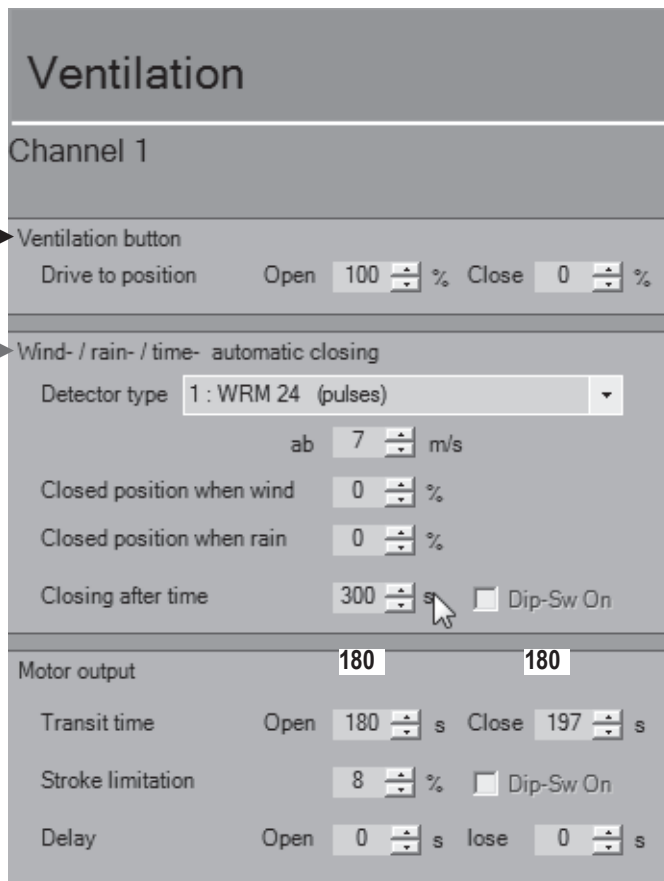 Ventilation
Channel 1
Ventilation button
Drive to position Open 100 % Close 0 %
Wind- / rain- / time- automatic closing
Detector type 1 : WRM 24 (pulses)
ab 7 m/s
Closed position when wind 0 %
Closed position when rain 0 %
Closing after time 300 s Dip-Sw On
180 180
Motor output
Transit time Open 180 s Close 197 s
Stroke limitation 8 % Dip-Sw On
Delay Open 0 s lose 0 s